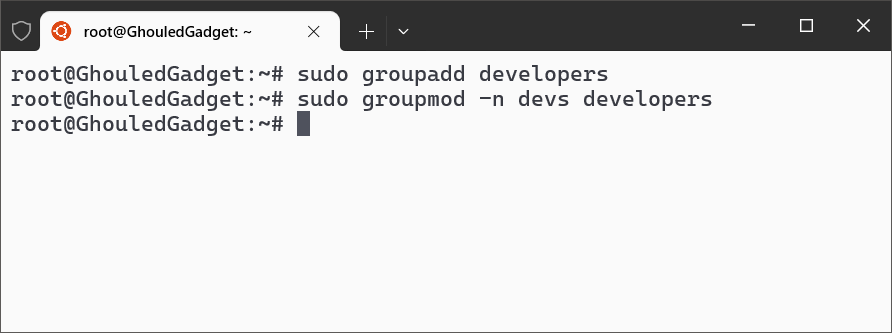 root@GhouledGadget: ~
root@GhouledGadget:~# sudo groupadd developers
root@GhouledGadget:~# sudo groupmod -n devs developers
root@GhouledGadget:~#